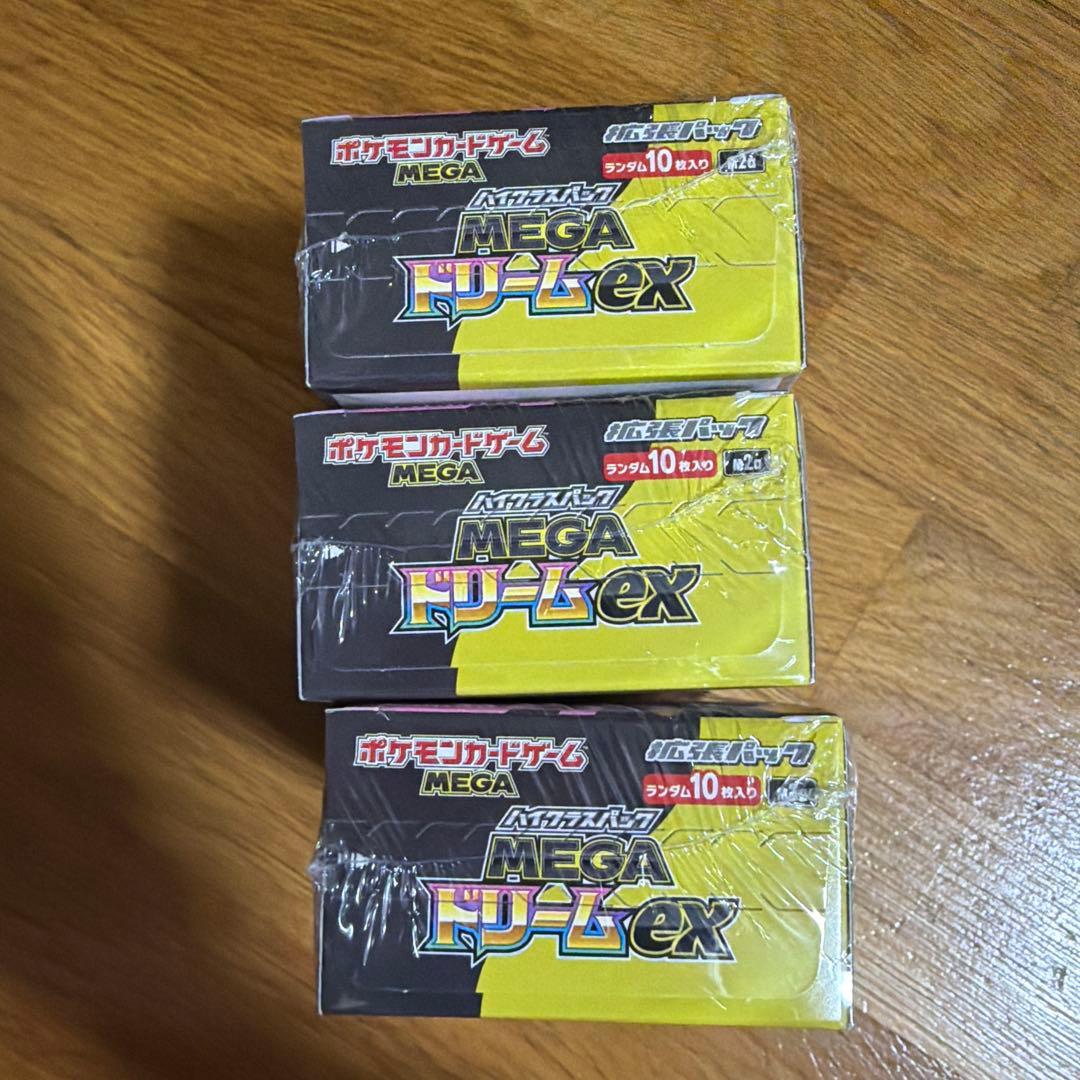 ポケモンカードゲーム
MEGA
拡張パック
ランダム10枚入り
M2a
ハイクラスパック
MEGA
ドリームex
ポケモンカードゲーム
MEGA
拡張パック
ランダム10枚入り
M2a
ハイクラスパック
MEGA
ドリームex
ポケモンカードゲーム
MEGA
拡張パック
ランダム10枚入り
ハイクラスパック
MEGA
ドリームex